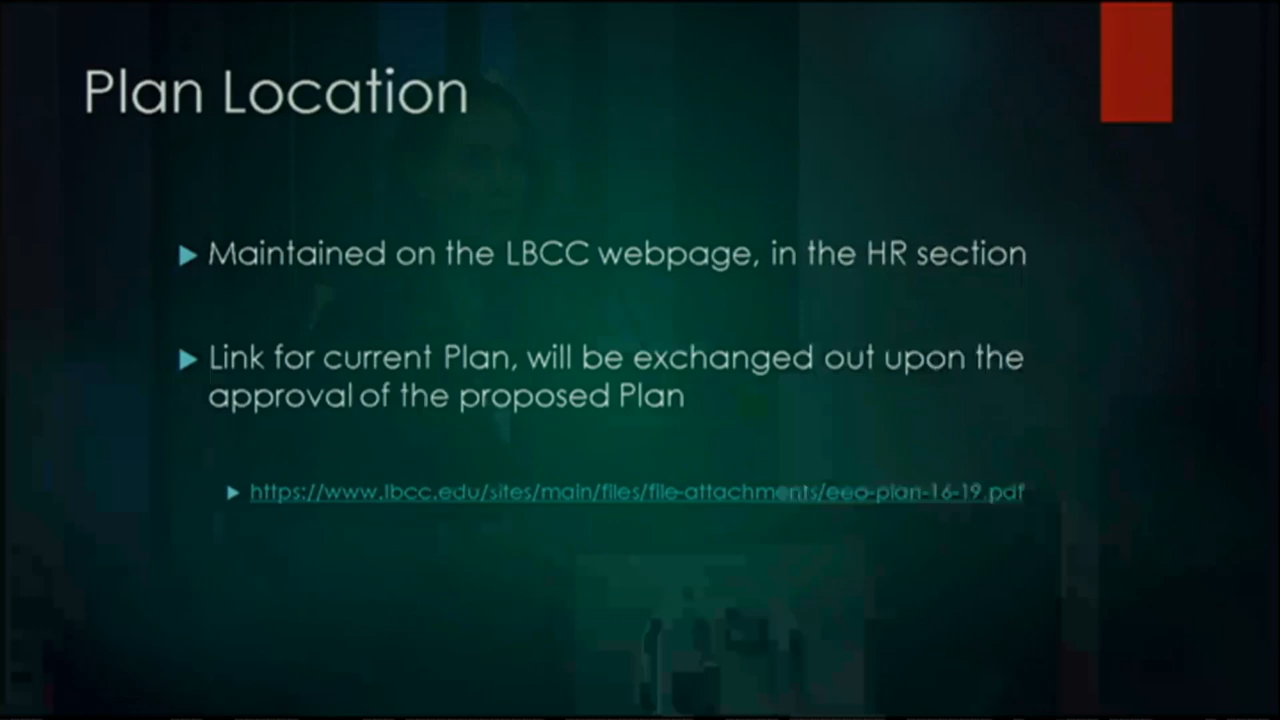 Plan Location
Maintained on the LBCC webpage, in the HR section
Link for current Plan, will be exchanged out upon the
approval of the proposed Plan
https://www.lbcc.edu/sites/main/files/file-attachments/eeo-plan-16-19.pdf